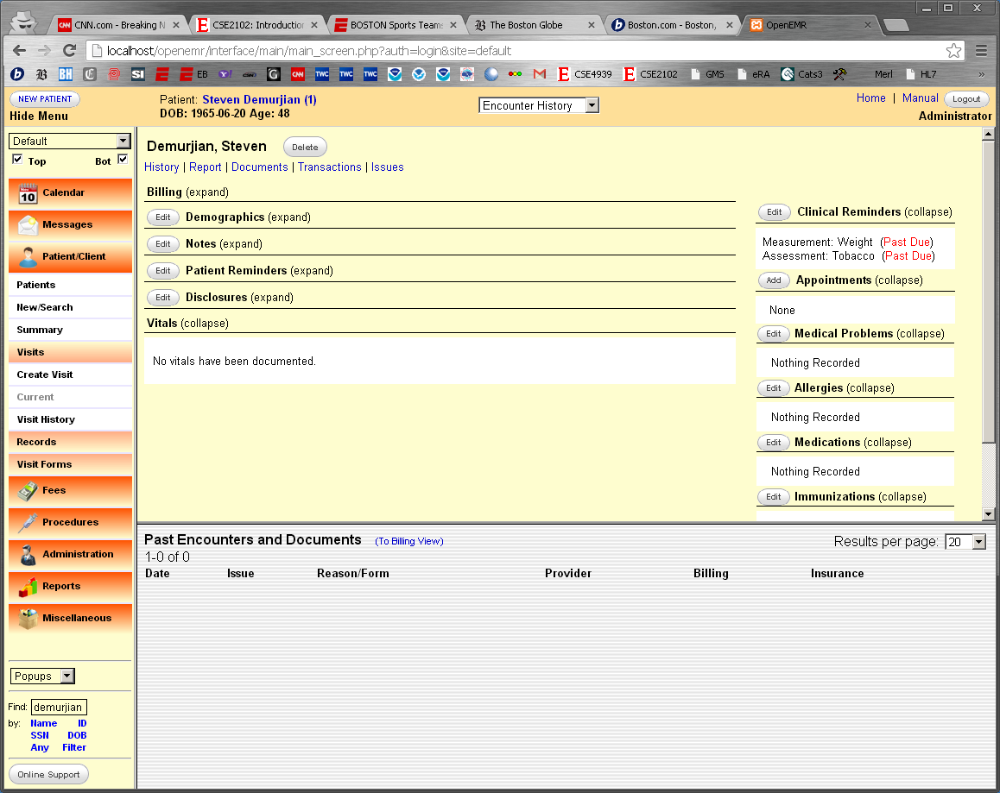 CNN.com - Breaking N
CSE2102: Introduction
BOSTON Sports Teams
The Boston Globe
Boston.com - Boston,
OpenEMR
localhost/openemr/interface/main/main_screen.php?auth=login&site=default
EB CSE4939 CSE2102 GMS eRA Cats3 Merl HL7 »
NEW PATIENT
Hide Menu
Patient: Steven Demurjian (1)
DOB: 1965-06-20 Age: 48
Encounter History
Home | Manual Logout
Administrator
Default
Top Bot
Calendar
Messages
Patient/Client
Patients
New/Search
Summary
Visits
Create Visit
Current
Visit History
Records
Visit Forms
Fees
Procedures
Administration
Reports
Miscellaneous
Popups
Find: demurjian
by: Name ID
SSN DOB
Any Filter
Online Support
Demurjian, Steven Delete
History | Report | Documents | Transactions | Issues
Billing (expand)
Edit Demographics (expand)
Edit Notes (expand)
Edit Patient Reminders (expand)
Edit Disclosures (expand)
Vitals (collapse)
No vitals have been documented.
Edit Clinical Reminders (collapse)
Measurement: Weight (Past Due)
Assessment: Tobacco (Past Due)
Add Appointments (collapse)
None
Edit Medical Problems (collapse)
Nothing Recorded
Edit Allergies (collapse)
Nothing Recorded
Edit Medications (collapse)
Nothing Recorded
Edit Immunizations (collapse)
Past Encounters and Documents (To Billing View)
Results per page: 20
1-0 of 0
Date Issue Reason/Form Provider Billing Insurance